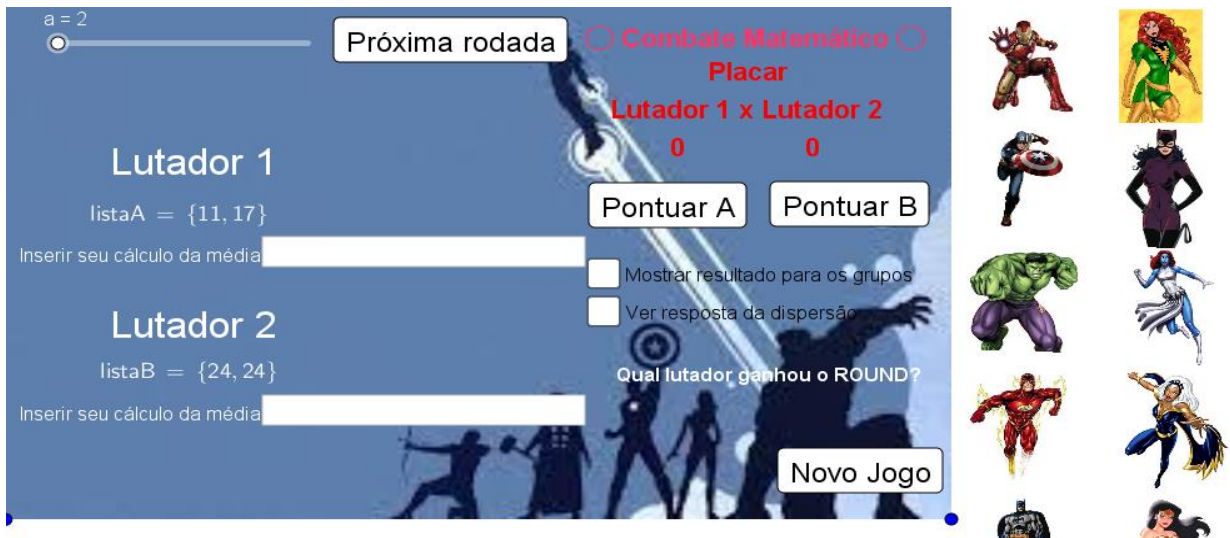 a = 2
Próxima rodada
Combate Matemático
Placar
Lutador 1 x Lutador 2
0 0
Lutador 1
listaA = {11, 17}
Pontuar A
Pontuar B
Inserir seu cálculo da média
Mostrar resultado para os grupos
Ver resposta da dispersão
Lutador 2
listaB = {24, 24}
Qual lutador ganhou o ROUND?
Inserir seu cálculo da média
Novo Jogo